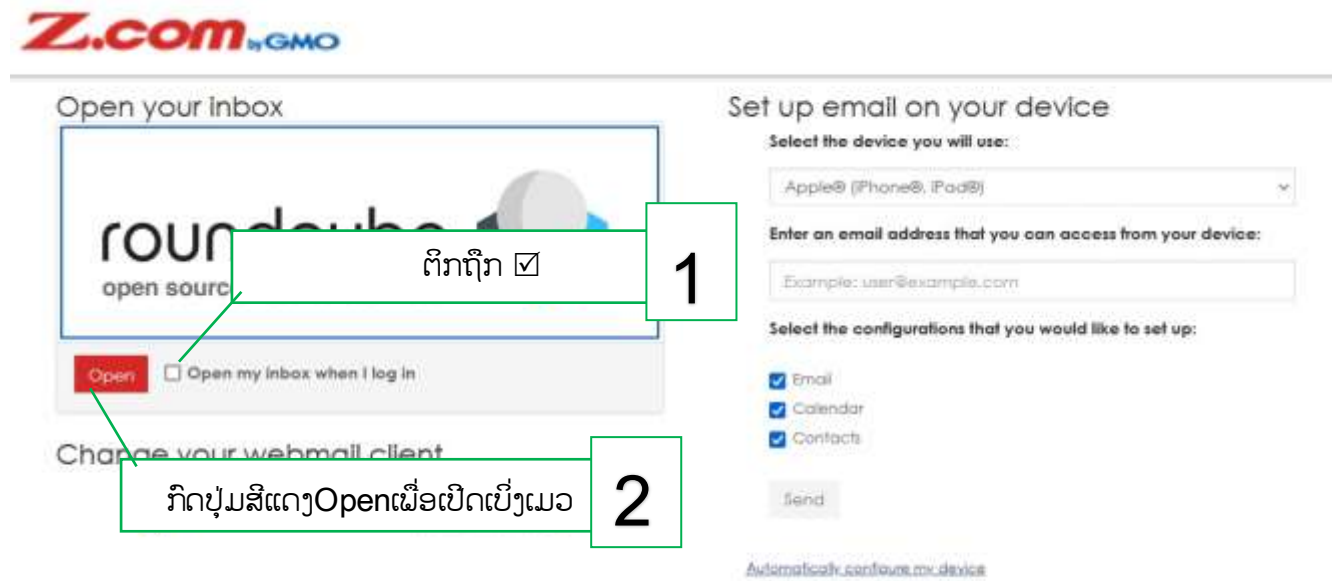 Z.com by GMO
Open your inbox
roundcube
open sourc
ຕິກຖືກ ☑
1
Open
Open my inbox when I log in
Change your webmail client
ກົດປຸ່ມສີແດງOpenເພື່ອເປີດເບິ່ງເມວ
2
Set up email on your device
Select the device you will use:
Apple® (iPhone®, iPad®)
Enter an email address that you can access from your device:
Example: user@example.com
Select the configurations that you would like to set up:
Email
Calendar
Contacts
Send
Automatically configure my device